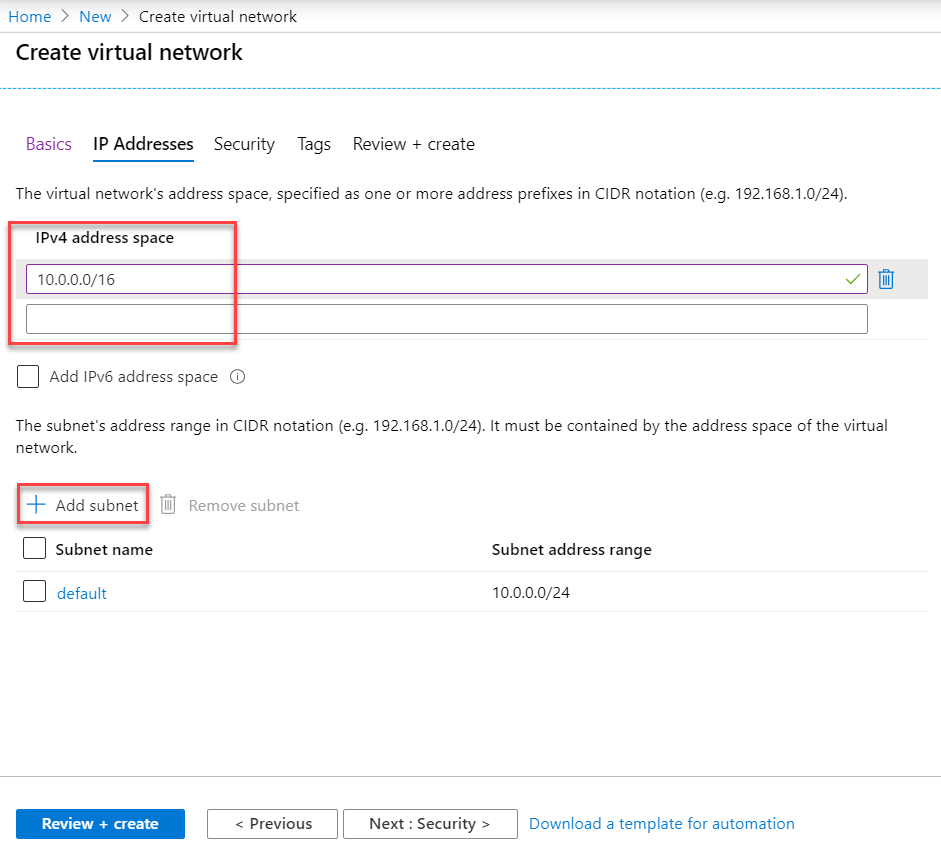 Home > New > Create virtual network
Create virtual network
Basics IP Addresses Security Tags Review + create
The virtual network's address space, specified as one or more address prefixes in CIDR notation (e.g. 192.168.1.0/24).
IPv4 address space
10.0.0.0/16
Add IPv6 address space
The subnet's address range in CIDR notation (e.g. 192.168.1.0/24). It must be contained by the address space of the virtual
network.
+ Add subnet Remove subnet
Subnet name Subnet address range
default 10.0.0.0/24
Review + create < Previous Next : Security > Download a template for automation